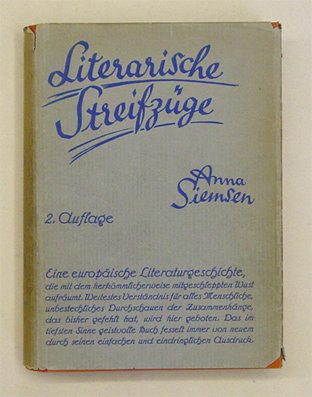 Literarische
Streifzüge
Anna
Siemsen
2. Auflage
Eine europäische Literaturgeschichte,
die mit dem herkömmlicherweise mitgeschleppten Wust
aufräumt. Weitestes Verständnis für alles Menschliche,
unbestechliches Durchschauen der Zusammenhänge,
das bisher gefehlt hat, wird hier geboten. Das im
tiefsten Sinne geistvolle Buch fesselt immer von neuem
durch seinen einfachen und eindringlichen Ausdruck.